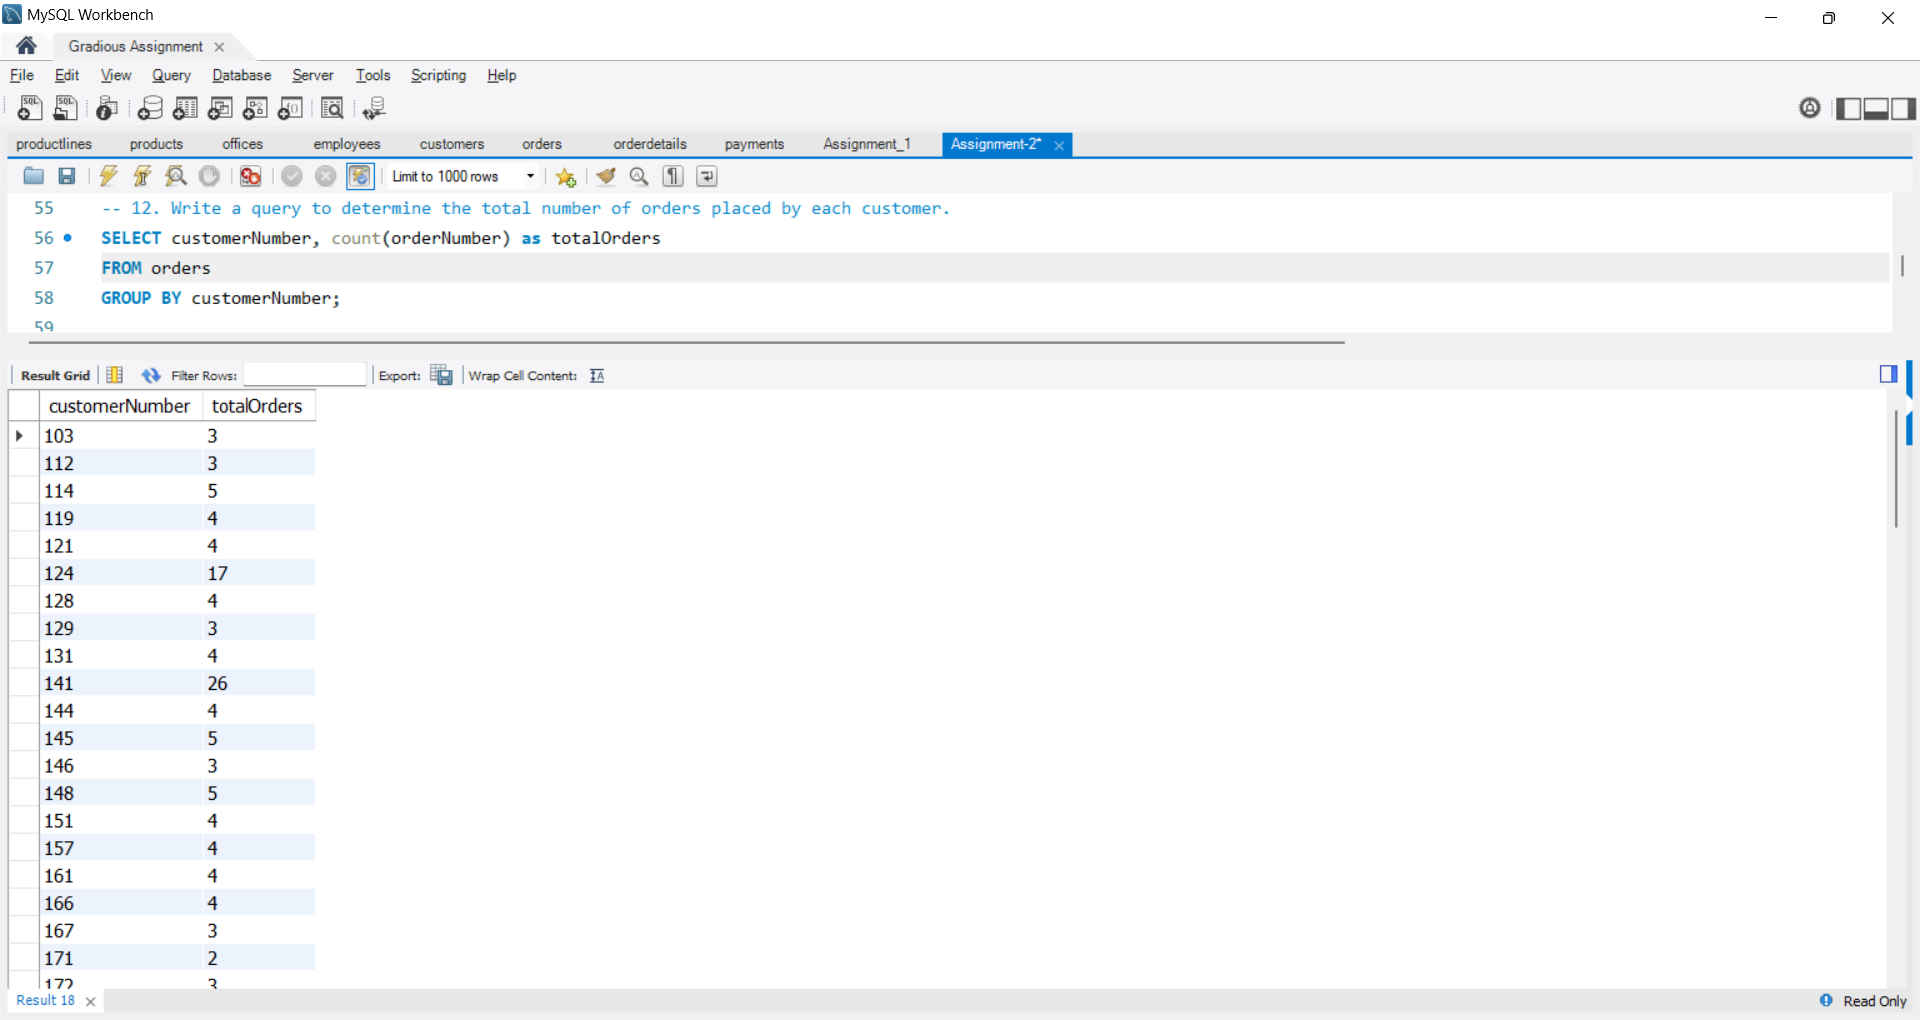 MySQL Workbench
Gradious Assignment
File Edit View Query Database Server Tools Scripting Help
productlines products offices employees customers orders orderdetails payments Assignment_1 Assignment-2*
Limit to 1000 rows
55 -- 12. Write a query to determine the total number of orders placed by each customer.
56 SELECT customerNumber, count(orderNumber) as totalOrders
57 FROM orders
58 GROUP BY customerNumber;
59
Result Grid Filter Rows: Export: Wrap Cell Content:
customerNumber totalOrders
103 3
112 3
114 5
119 4
121 4
124 17
128 4
129 3
131 4
141 26
144 4
145 5
146 3
148 5
151 4
157 4
161 4
166 4
167 3
171 2
172 3
Result 18 Read Only